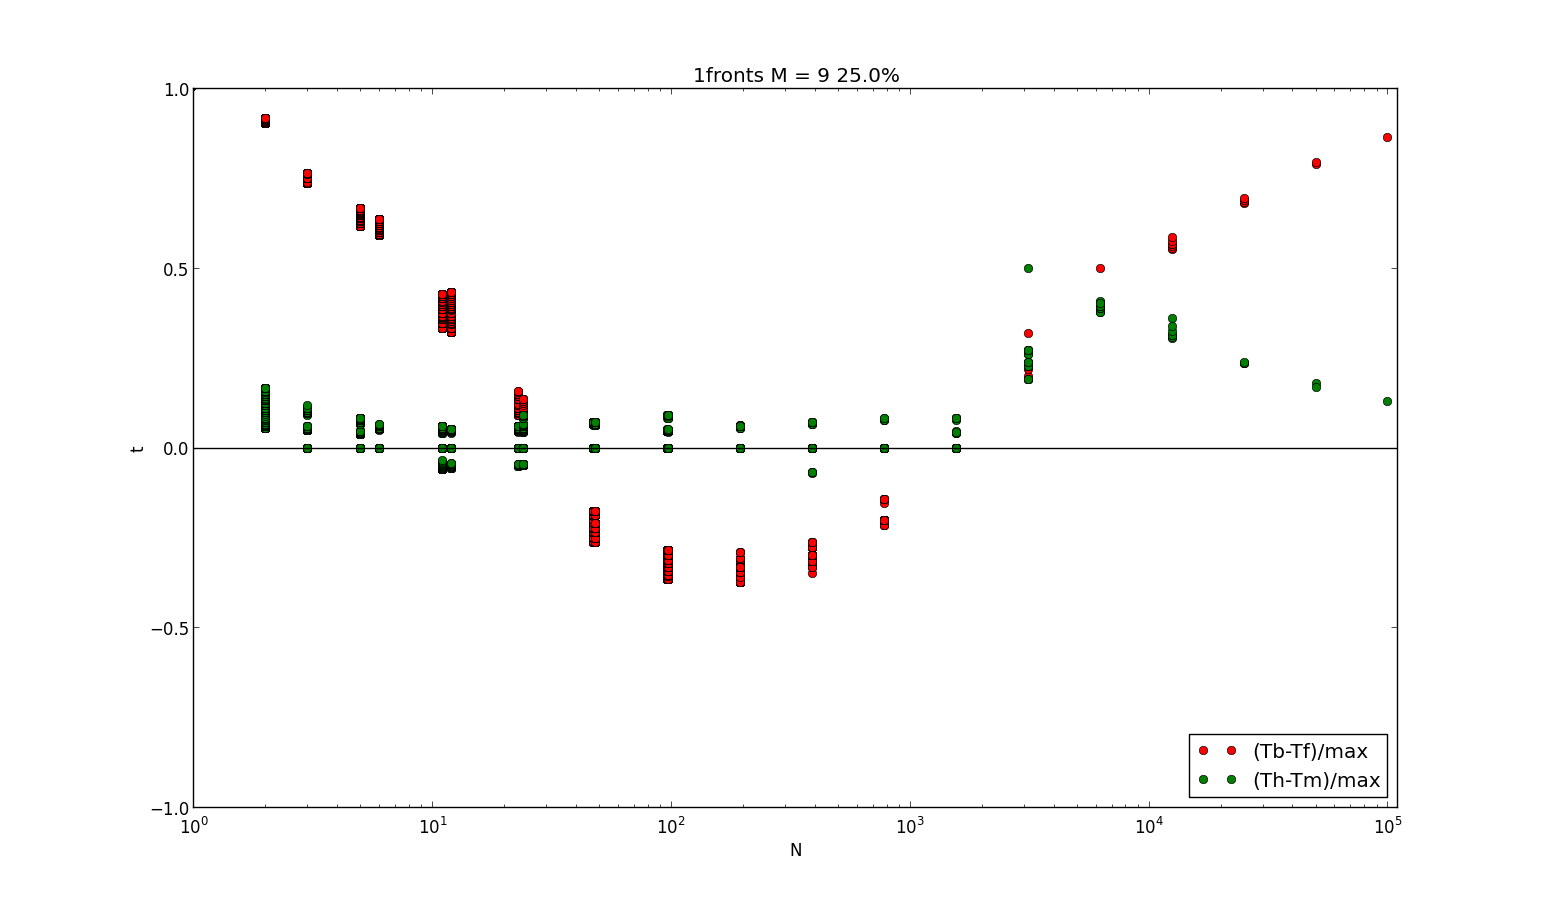 1fronts M = 9 25.0%
1.0
0.5
0.0
−0.5
−1.0
t
10⁰ 10¹ 10² 10³ 10⁴ 10⁵
N
(Tb-Tf)/max
(Th-Tm)/max